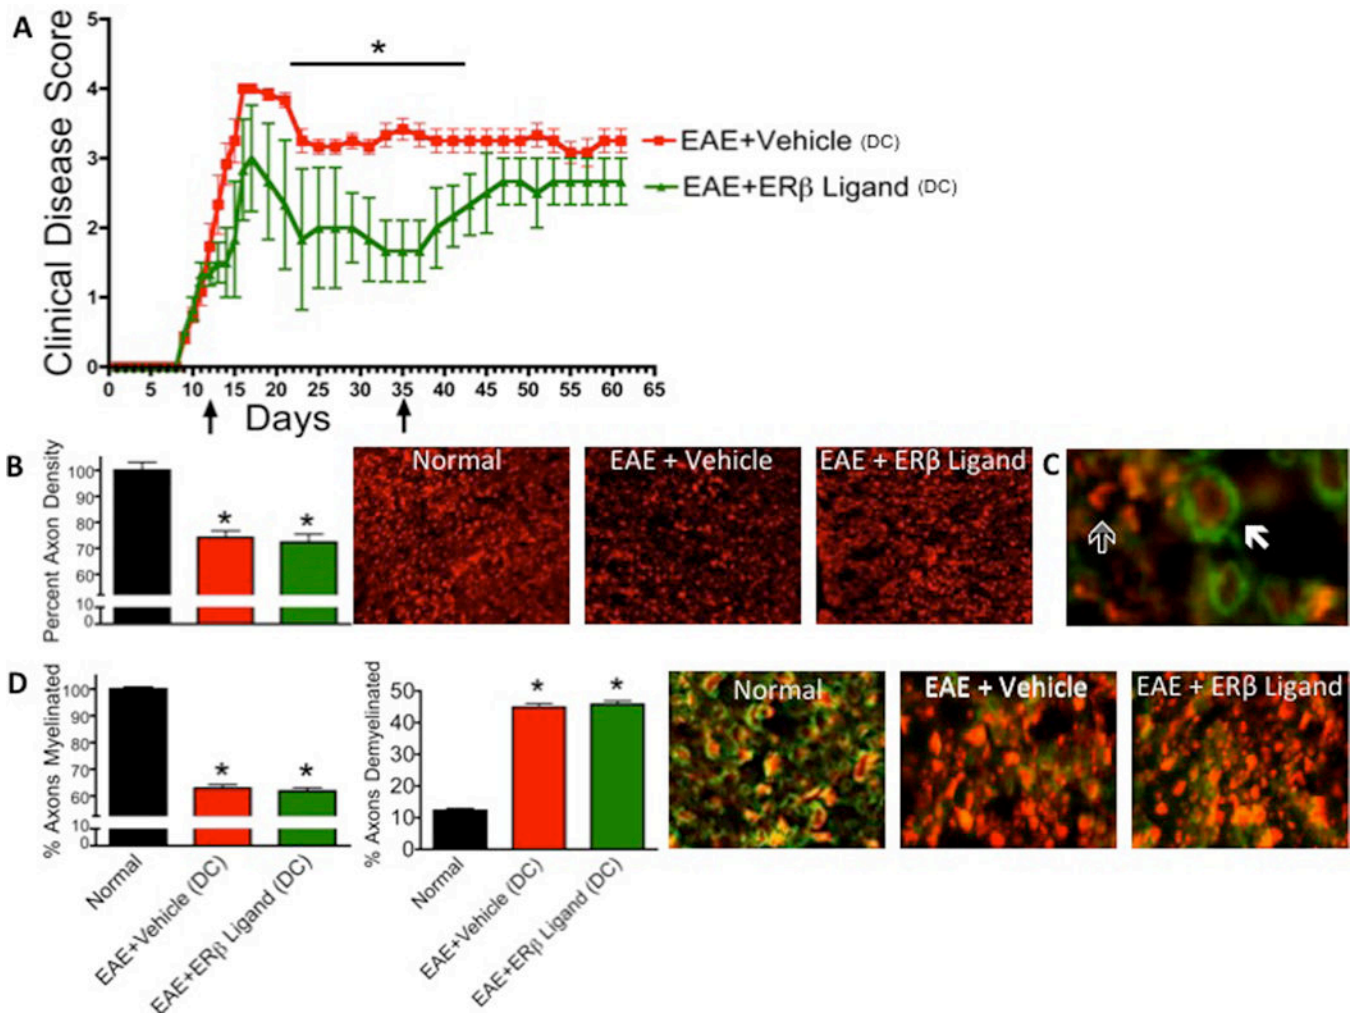 A
Clinical Disease Score
5
4
3
2
1
0
*
EAE+Vehicle (DC)
EAE+ERβ Ligand (DC)
0 5 10 15 20 25 30 35 40 45 50 55 60 65
Days
B
Percent Axon Density
100
90
80
70
60
10
0
* *
Normal
EAE + Vehicle
EAE + ERβ Ligand
C
D
% Axons Myelinated
100
90
80
70
60
10
0
* *
Normal
EAE+Vehicle (DC)
EAE+ERβ Ligand (DC)
% Axons Demyelinated
50
40
30
20
10
0
* *
Normal
EAE+Vehicle (DC)
EAE+ERβ Ligand (DC)
Normal
EAE + Vehicle
EAE + ERβ Ligand